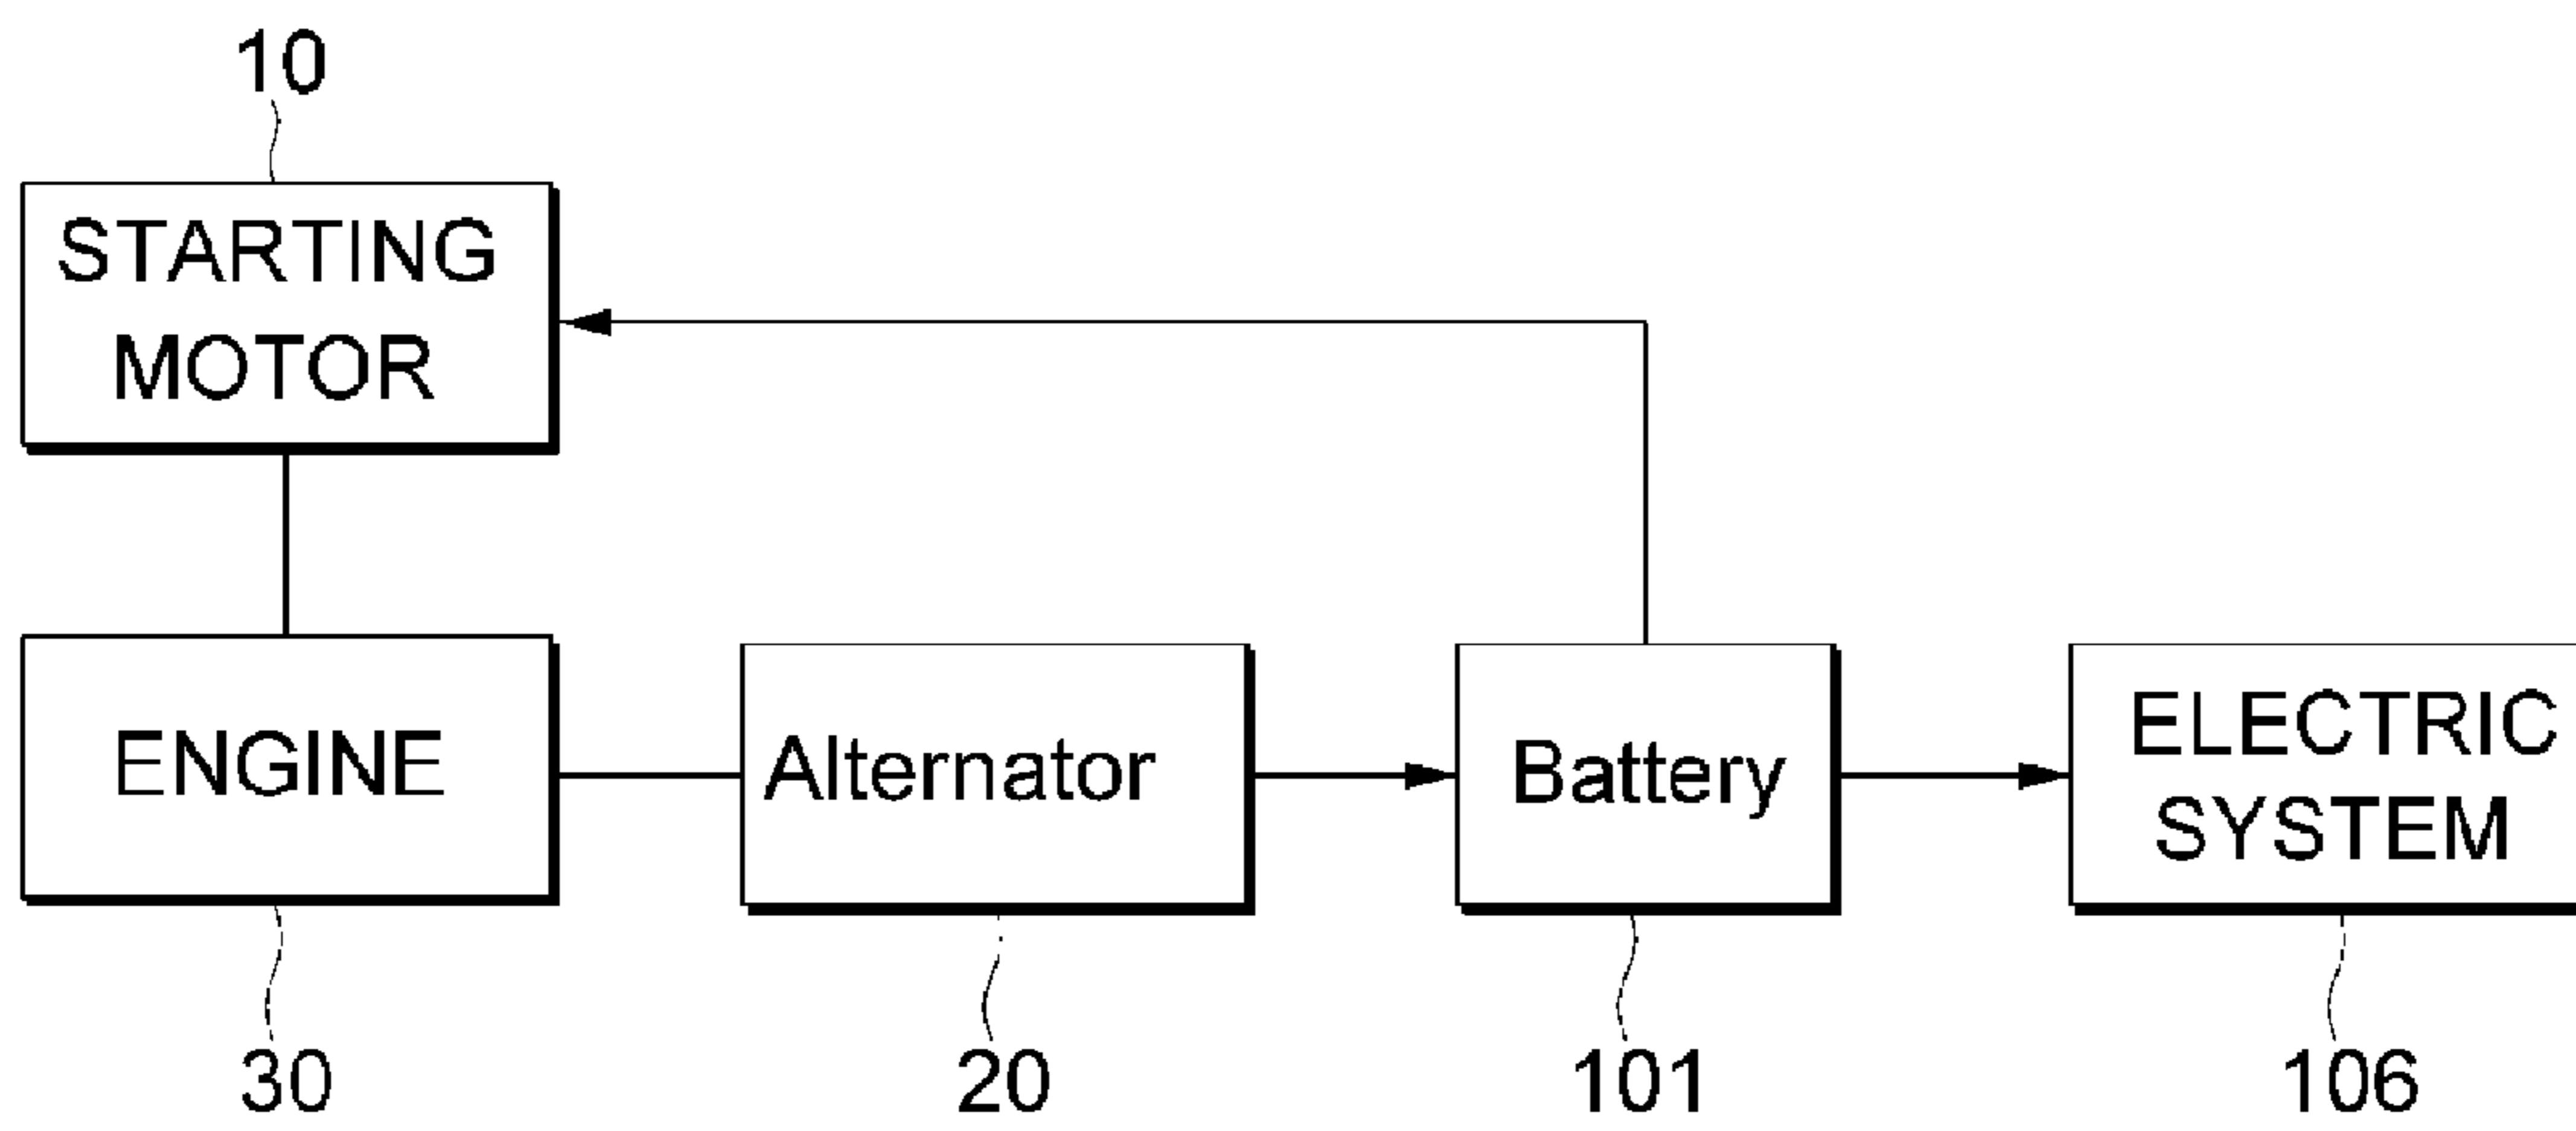 10
STARTING
MOTOR
ENGINE
Alternator
Battery
ELECTRIC
SYSTEM
30
20
101
106